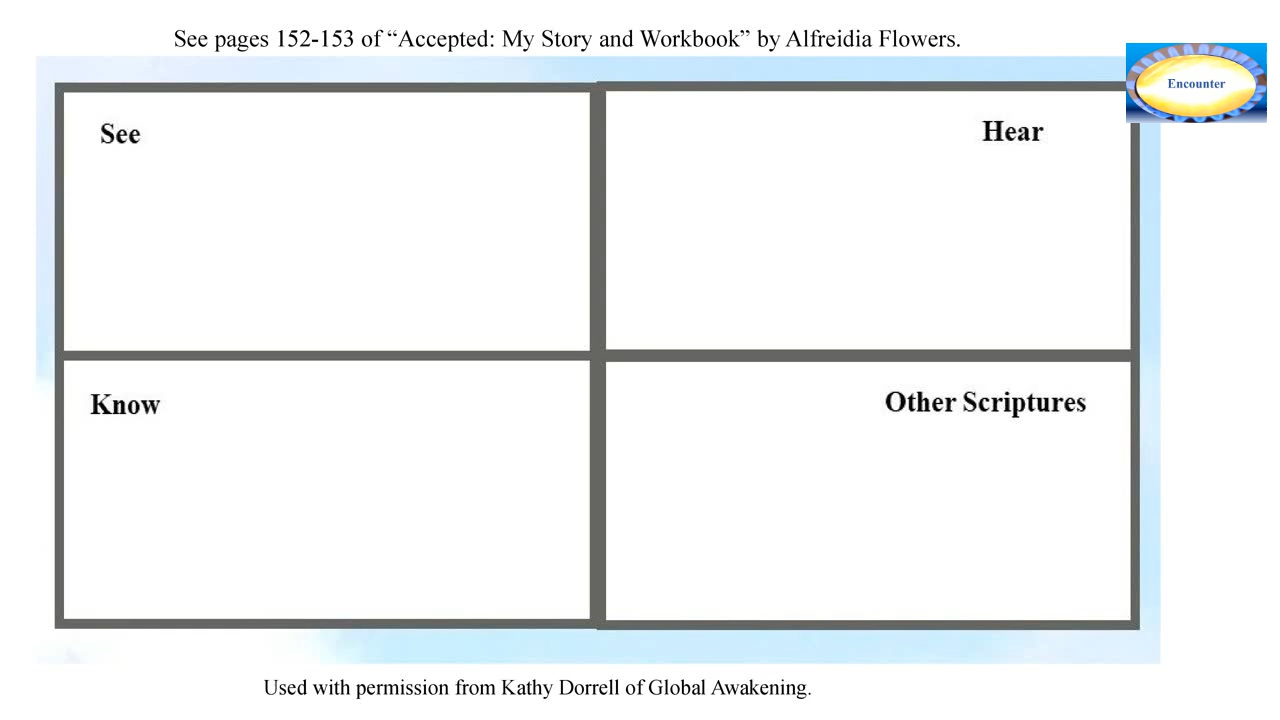 See pages 152-153 of “Accepted: My Story and Workbook” by Alfreidia Flowers.
Encounter
See
Hear
Know
Other Scriptures
Used with permission from Kathy Dorrell of Global Awakening.